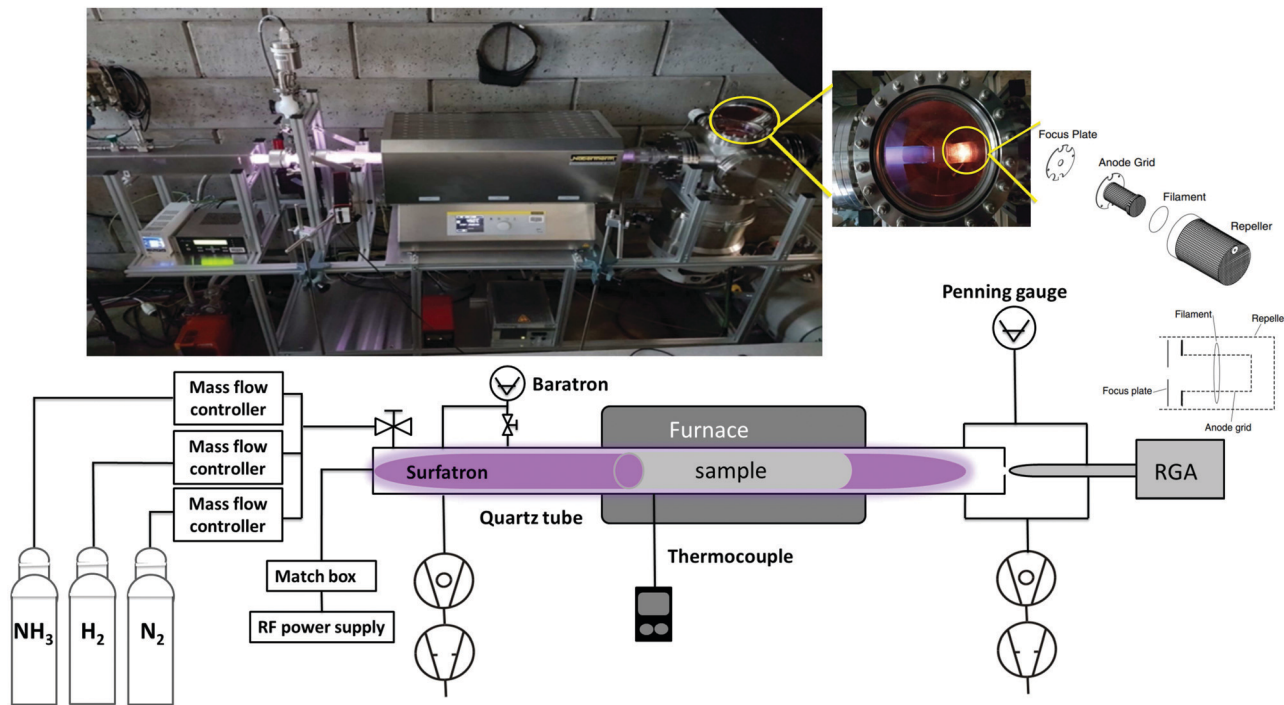 Nabertherm
Focus Plate
Anode Grid
Filament
Repeller
Penning gauge
Filament
Repelle
Focus plate
Anode grid
Mass flow
controller
Mass flow
controller
Mass flow
controller
Baratron
Furnace
Surfatron
sample
RGA
Quartz tube
Thermocouple
Match box
RF power supply
NH3
H2
N2